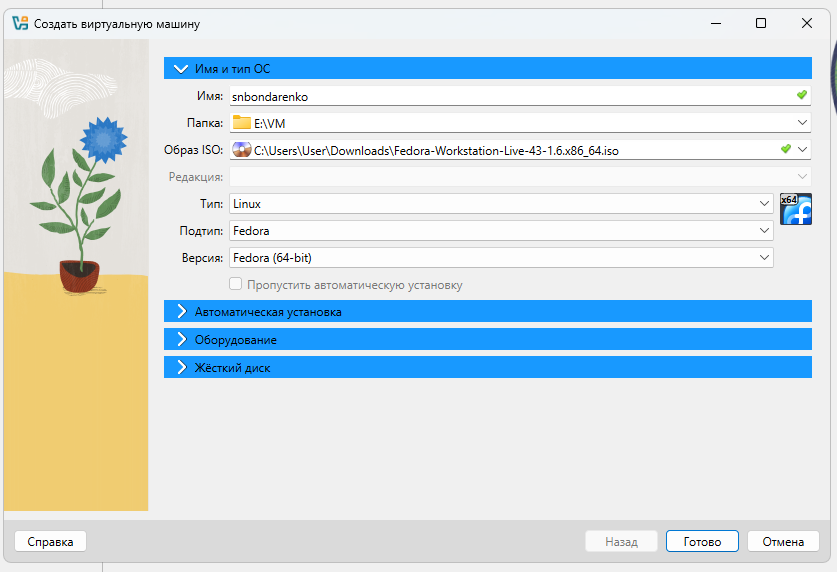 Создать виртуальную машину
Имя и тип ОС
Имя: snbondarenko
Папка: E:\VM
Образ ISO: C:\Users\User\Downloads\Fedora-Workstation-Live-43-1.6.x86_64.iso
Редакция:
Тип: Linux
x64
Подтип: Fedora
Версия: Fedora (64-bit)
Пропустить автоматическую установку
Автоматическая установка
Оборудование
Жёсткий диск
Справка Назад Готово Отмена